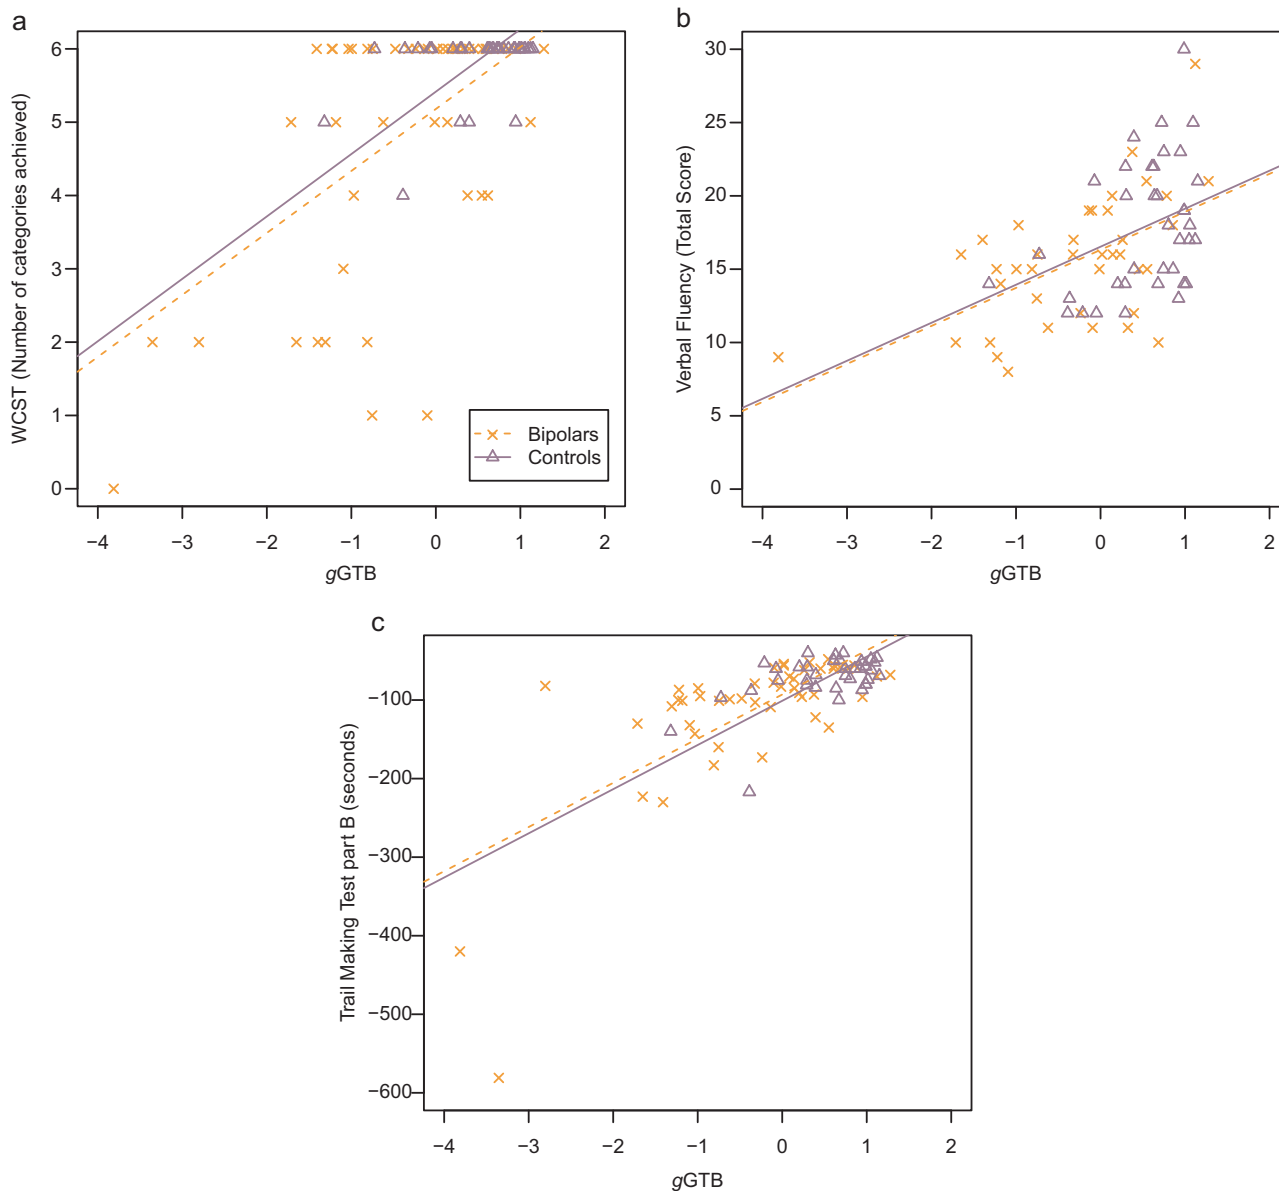 a
WCST (Number of categories achieved)
6
5
4
3
2
1
0
−4 −3 −2 −1 0 1 2
gGTB
Bipolars
Controls
b
Verbal Fluency (Total Score)
30
25
20
15
10
5
0
−4 −3 −2 −1 0 1 2
gGTB
c
Trail Making Test part B (seconds)
−100
−200
−300
−400
−500
−600
−4 −3 −2 −1 0 1 2
gGTB